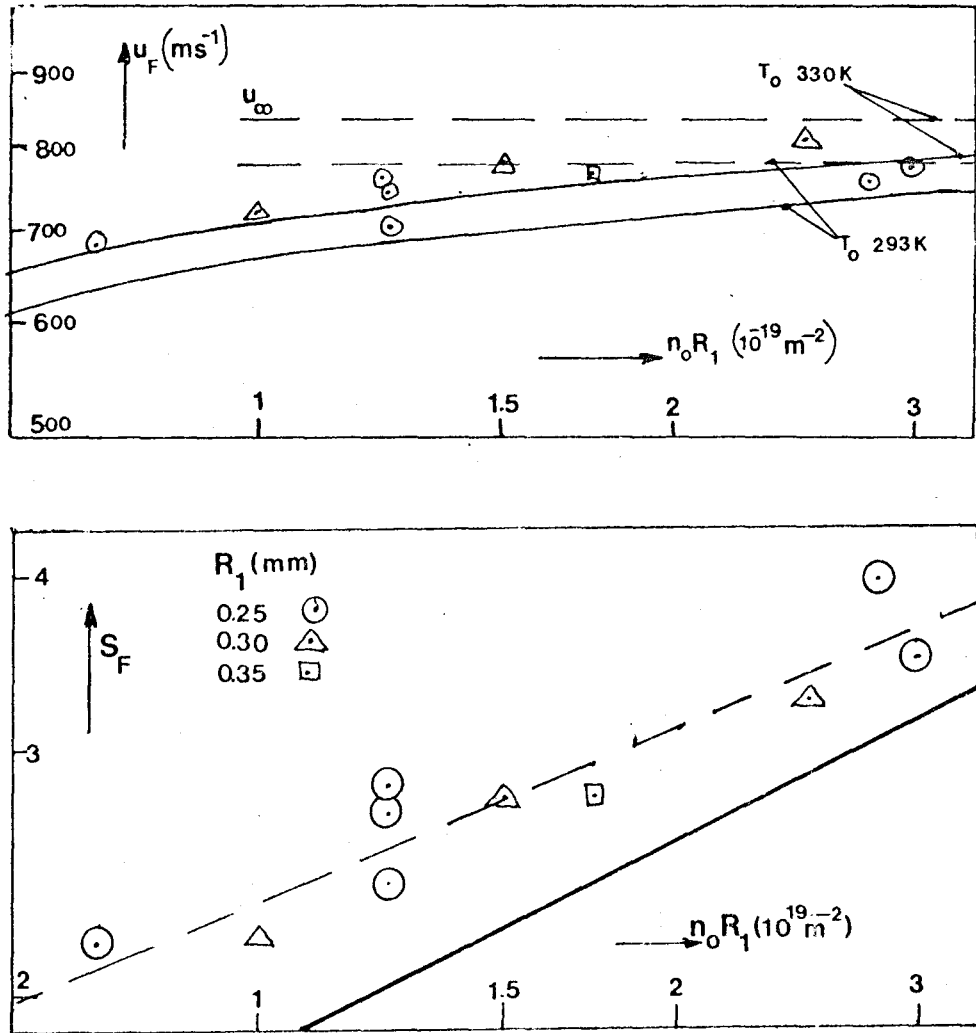 u_F (ms⁻¹)
900
800
700
600
500
u_∞
T_o 330K
T_o 293K
n_oR_1 (10⁻¹⁹m⁻²)
1
1.5
2
3
4
3
2
S_F
R_1 (mm)
0.25
0.30
0.35
n_oR_1 (10¹⁹m⁻²)
1
1.5
2
3